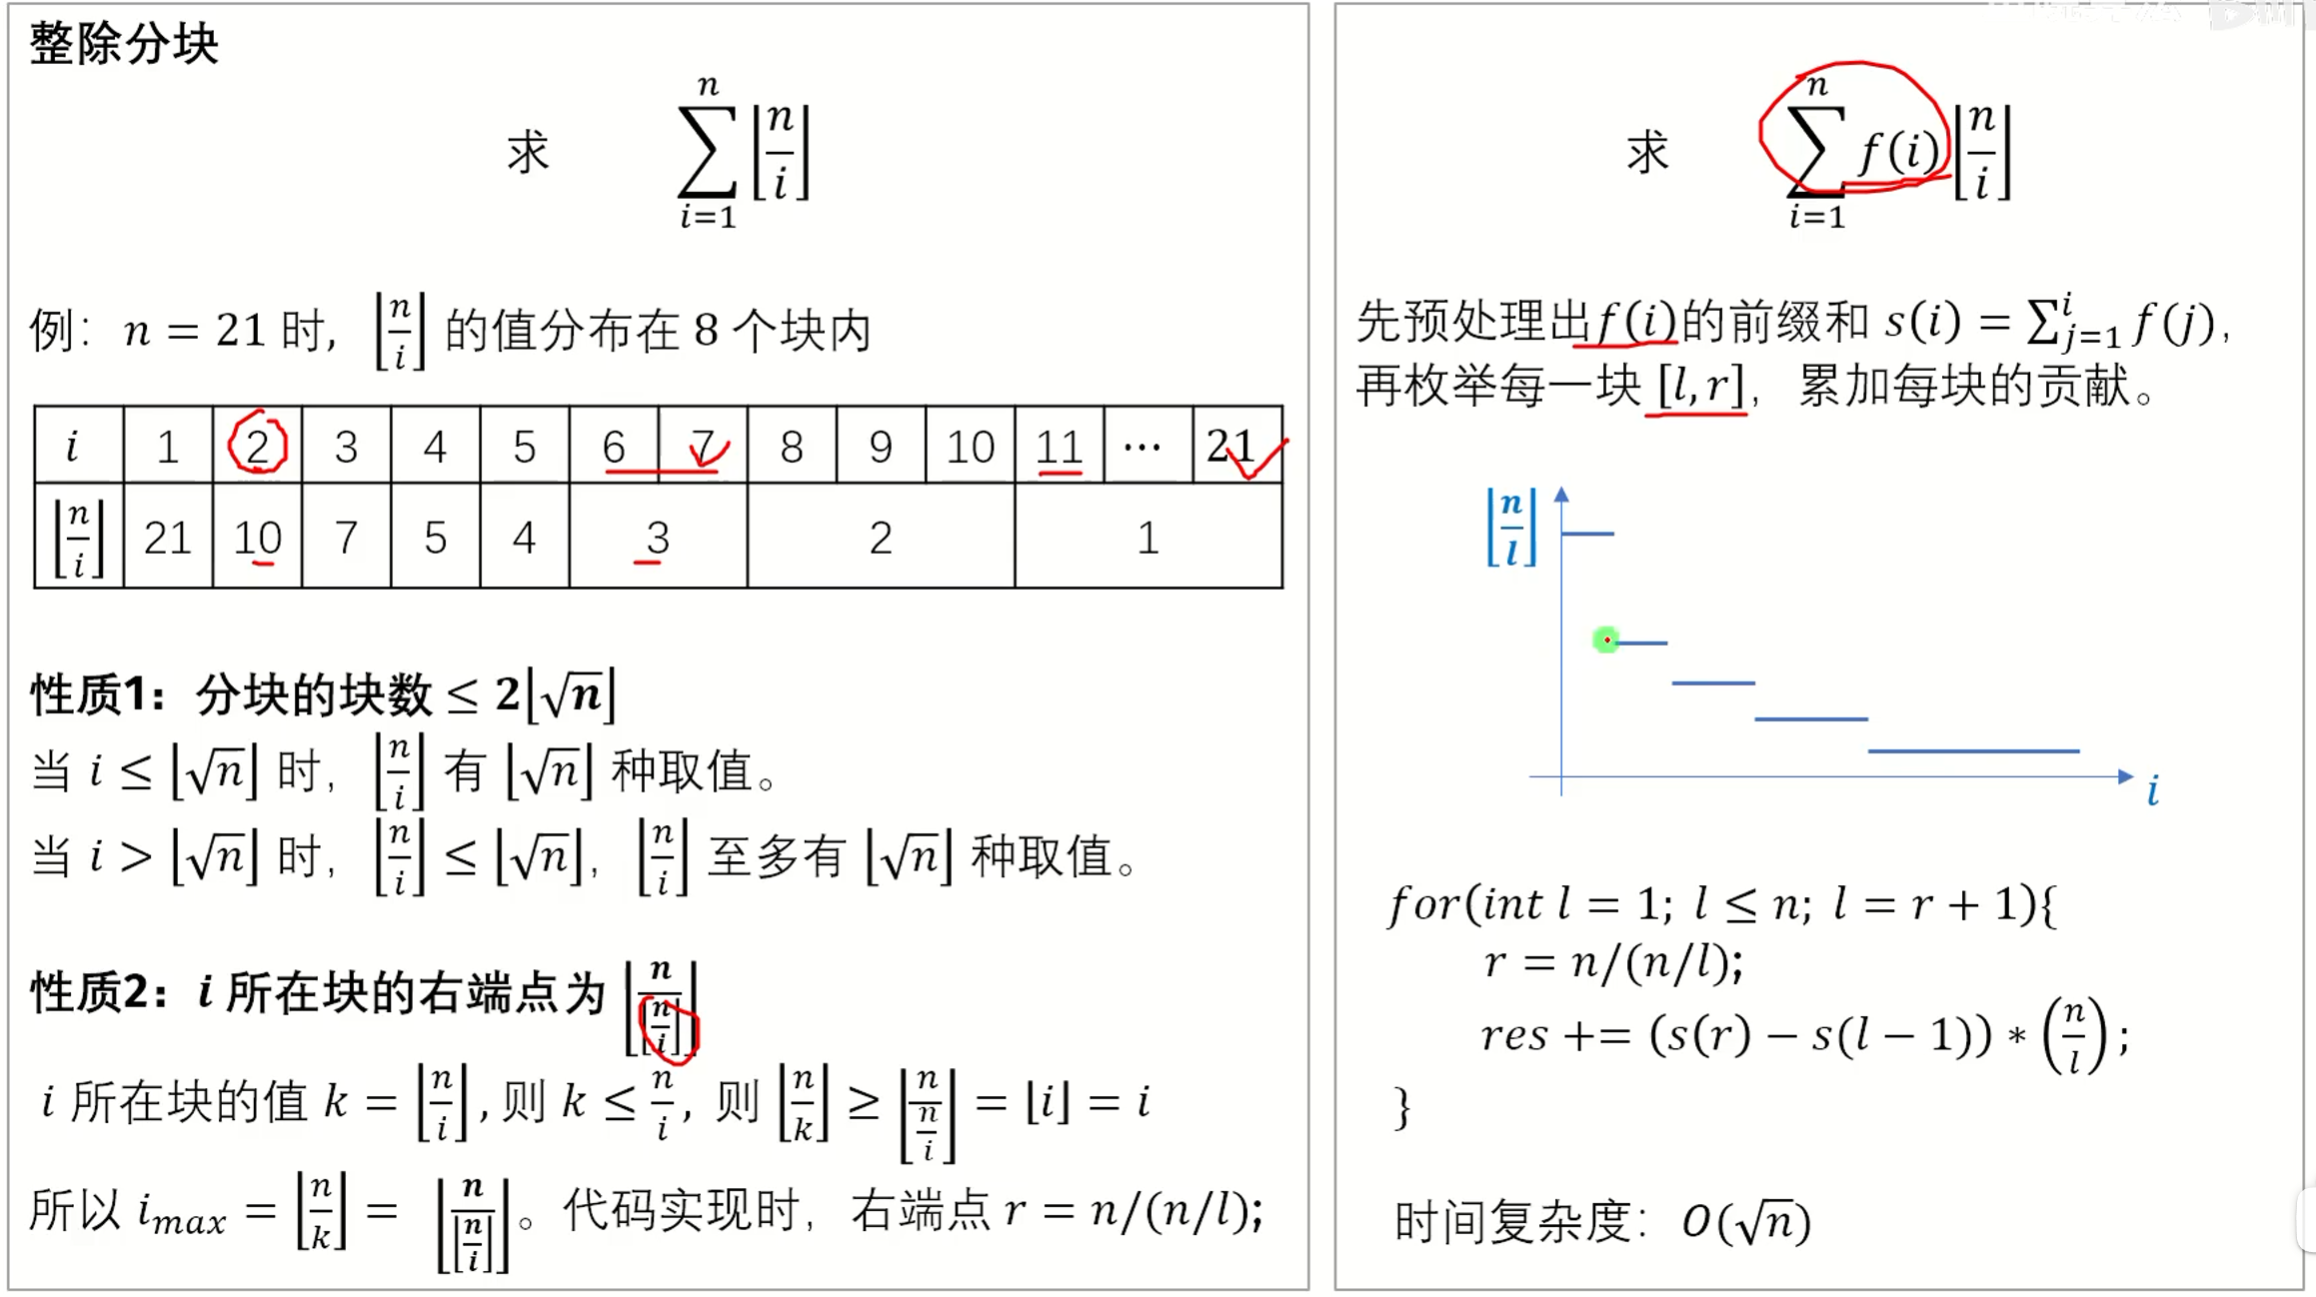 整除分块
求 $\sum_{i=1}^{n} \left\lfloor \frac{n}{i} \right\rfloor$
例：$n = 21$ 时，$\left\lfloor \frac{n}{i} \right\rfloor$ 的值分布在 8 个块内
$i$ 1 2 3 4 5 6 7 8 9 10 11 ⋯ 21
$\left\lfloor \frac{n}{i} \right\rfloor$ 21 10 7 5 4 3 2 1
性质1：分块的块数 $\leq 2\lfloor \sqrt{n} \rfloor$
当 $i \leq \lfloor \sqrt{n} \rfloor$ 时，$\left\lfloor \frac{n}{i} \right\rfloor$ 有 $\lfloor \sqrt{n} \rfloor$ 种取值。
当 $i > \lfloor \sqrt{n} \rfloor$ 时，$\left\lfloor \frac{n}{i} \right\rfloor \leq \lfloor \sqrt{n} \rfloor$，$\left\lfloor \frac{n}{i} \right\rfloor$ 至多有 $\lfloor \sqrt{n} \rfloor$ 种取值。
性质2：$i$ 所在块的右端点为 $\left\lfloor \frac{n}{\lfloor \frac{n}{i} \rfloor} \right\rfloor$
$i$ 所在块的值 $k = \left\lfloor \frac{n}{i} \right\rfloor$，则 $k \leq \frac{n}{i}$，则 $\left\lfloor \frac{n}{k} \right\rfloor \geq \left\lfloor \frac{n}{\frac{n}{i}} \right\rfloor = \lfloor i \rfloor = i$
所以 $i_{max} = \left\lfloor \frac{n}{k} \right\rfloor = \left\lfloor \frac{n}{\lfloor \frac{n}{i} \rfloor} \right\rfloor$。代码实现时，右端点 $r = n/(n/l);$
求 $\sum_{i=1}^{n} f(i) \left\lfloor \frac{n}{i} \right\rfloor$
先预处理出$f(i)$的前缀和 $s(i) = \sum_{j=1}^{i} f(j)$，
再枚举每一块 $[l, r]$，累加每块的贡献。
$\left\lfloor \frac{n}{l} \right\rfloor$
$i$
$for(int\ l = 1;\ l \leq n;\ l = r + 1)\{$
$r = n/(n/l);$
$res\ += (s(r) - s(l - 1)) * \left( \frac{n}{l} \right);$
$\}$
时间复杂度：$O(\sqrt{n})$